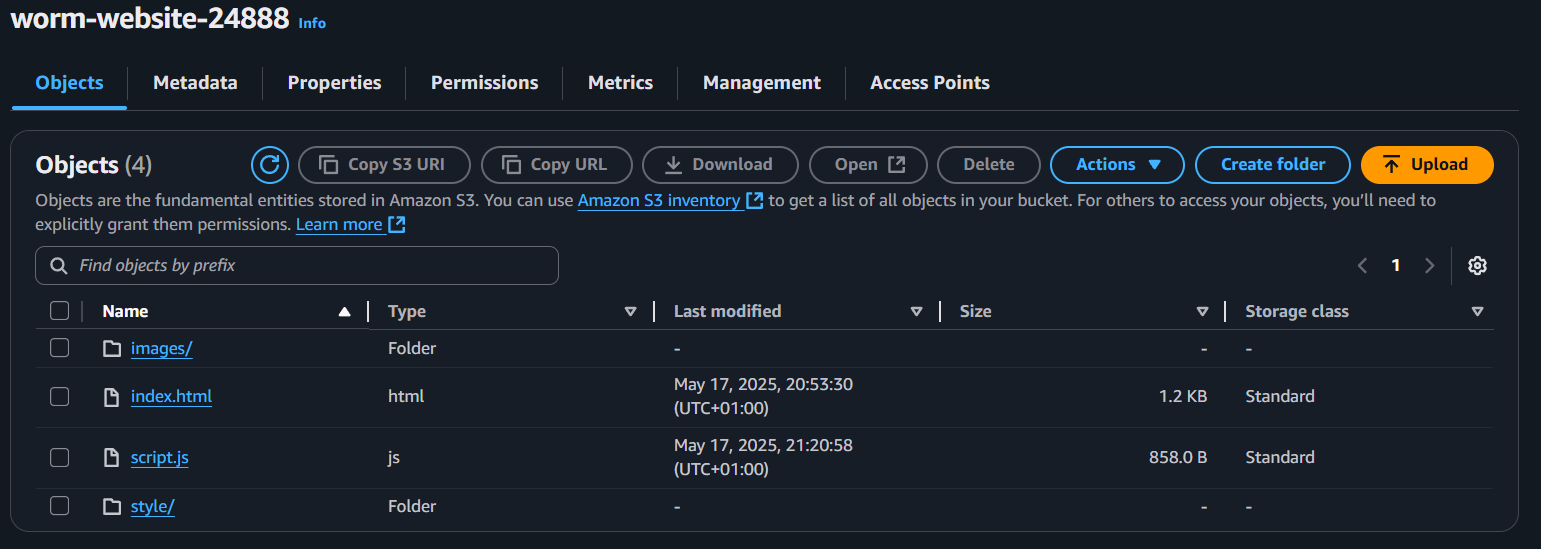 worm-website-24888 Info
Objects Metadata Properties Permissions Metrics Management Access Points
Objects (4) Copy S3 URI Copy URL Download Open Delete Actions Create folder Upload
Objects are the fundamental entities stored in Amazon S3. You can use Amazon S3 inventory to get a list of all objects in your bucket. For others to access your objects, you'll need to
explicitly grant them permissions. Learn more
Find objects by prefix 1
Name Type Last modified Size Storage class
images/ Folder - - -
index.html html May 17, 2025, 20:53:30 (UTC+01:00) 1.2 KB Standard
script.js js May 17, 2025, 21:20:58 (UTC+01:00) 858.0 B Standard
style/ Folder - - -